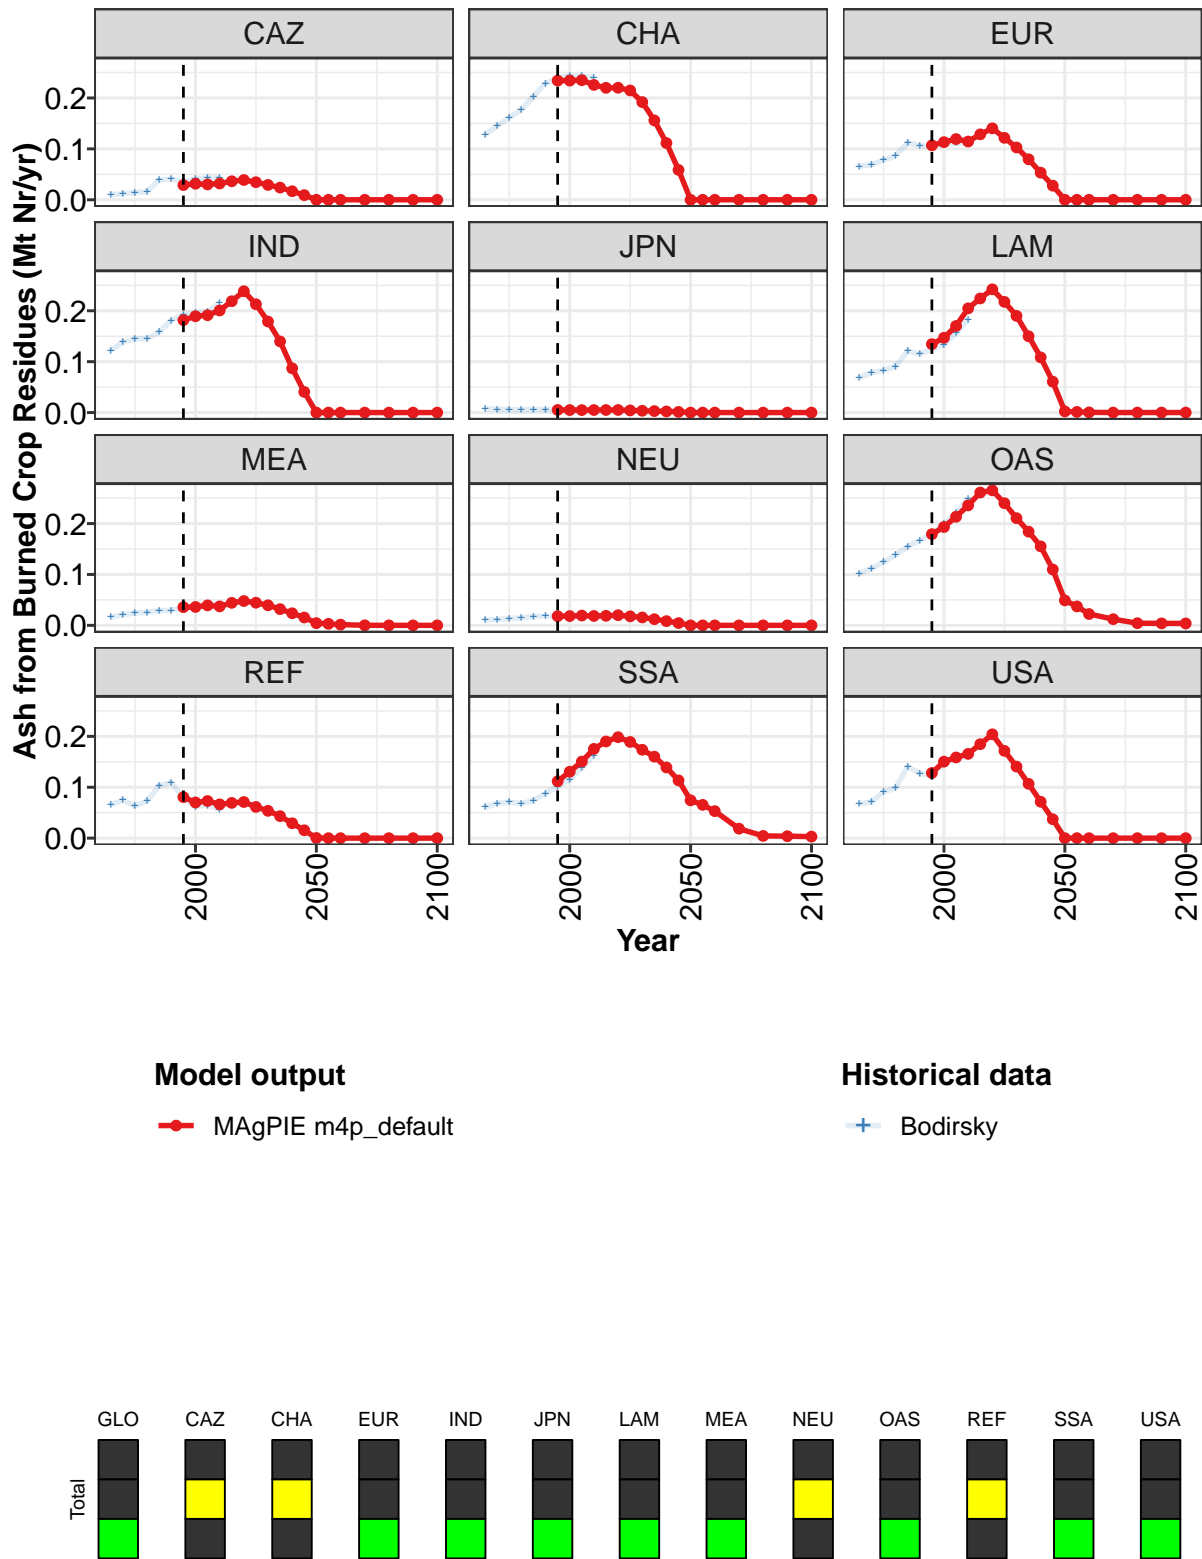 CAZ CHA EUR
0.2
0.1
0.0
IND JPN LAM
0.2
0.1
0.0
MEA NEU OAS
0.2
0.1
0.0
REF SSA USA
0.2
0.1
0.0
Ash from Burned Crop Residues (Mt Nr/yr)
2000 2050 2100 2000 2050 2100 2000 2050 2100
Year
Model output
MAgPIE m4p_default
Historical data
Bodirsky
GLO CAZ CHA EUR IND JPN LAM MEA NEU OAS REF SSA USA
Total